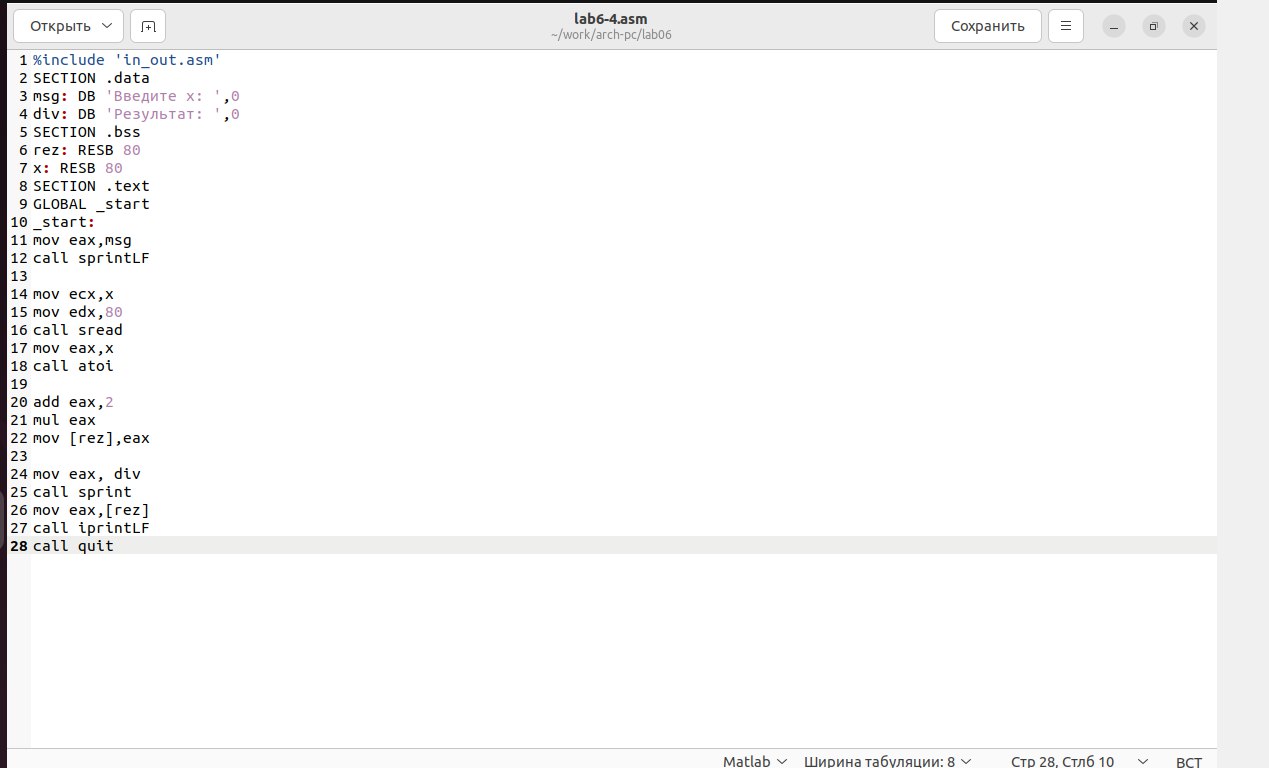 Открыть
lab6-4.asm
~/work/arch-pc/lab06
Сохранить
1 %include 'in_out.asm'
2 SECTION .data
3 msg: DB 'Введите x: ',0
4 div: DB 'Результат: ',0
5 SECTION .bss
6 rez: RESB 80
7 x: RESB 80
8 SECTION .text
9 GLOBAL _start
10 _start:
11 mov eax,msg
12 call sprintLF
13
14 mov ecx,x
15 mov edx,80
16 call sread
17 mov eax,x
18 call atoi
19
20 add eax,2
21 mul eax
22 mov [rez],eax
23
24 mov eax, div
25 call sprint
26 mov eax,[rez]
27 call iprintLF
28 call quit
Matlab Ширина табуляции: 8 Стр 28, Стлб 10 ВСТ